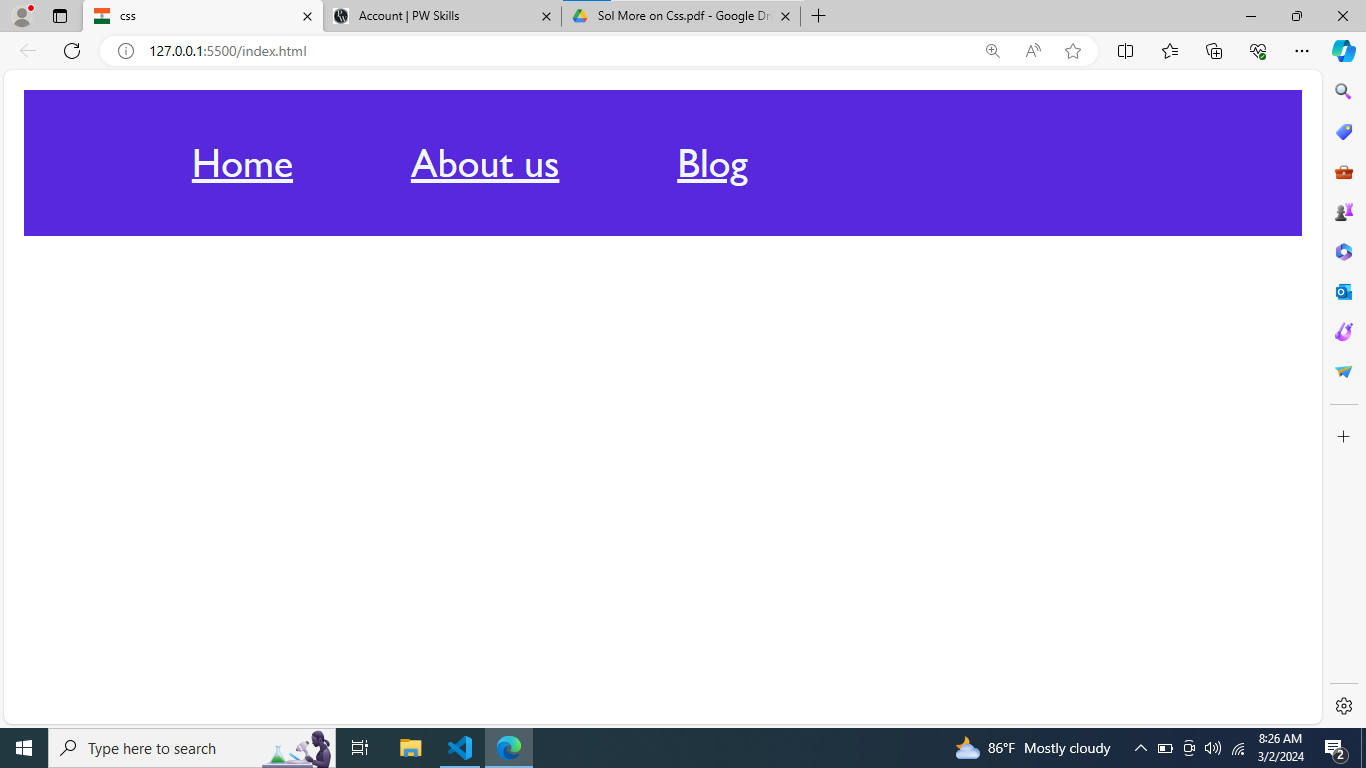 css
Account | PW Skills
Sol More on Css.pdf - Google Dri
127.0.0.1:5500/index.html
Home About us Blog
Type here to search
86°F Mostly cloudy
8:26 AM
3/2/2024
2